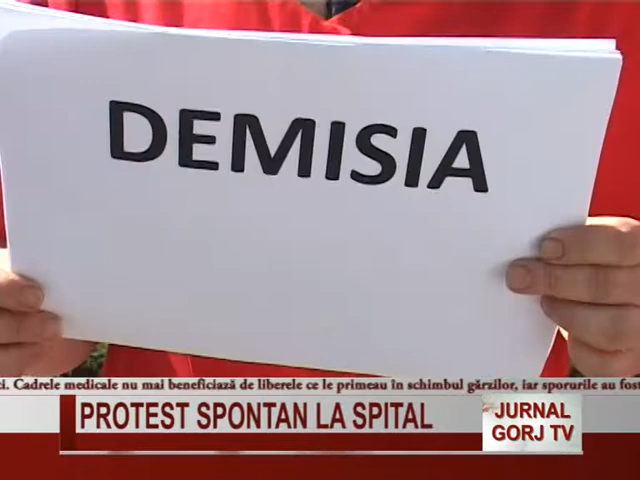 DEMISIA
ci. Cadrele medicale nu mai beneficiază de liberele ce le primeau în schimbul gărzilor, iar sporurile au fost
PROTEST SPONTAN LA SPITAL
JURNAL
GORJ TV